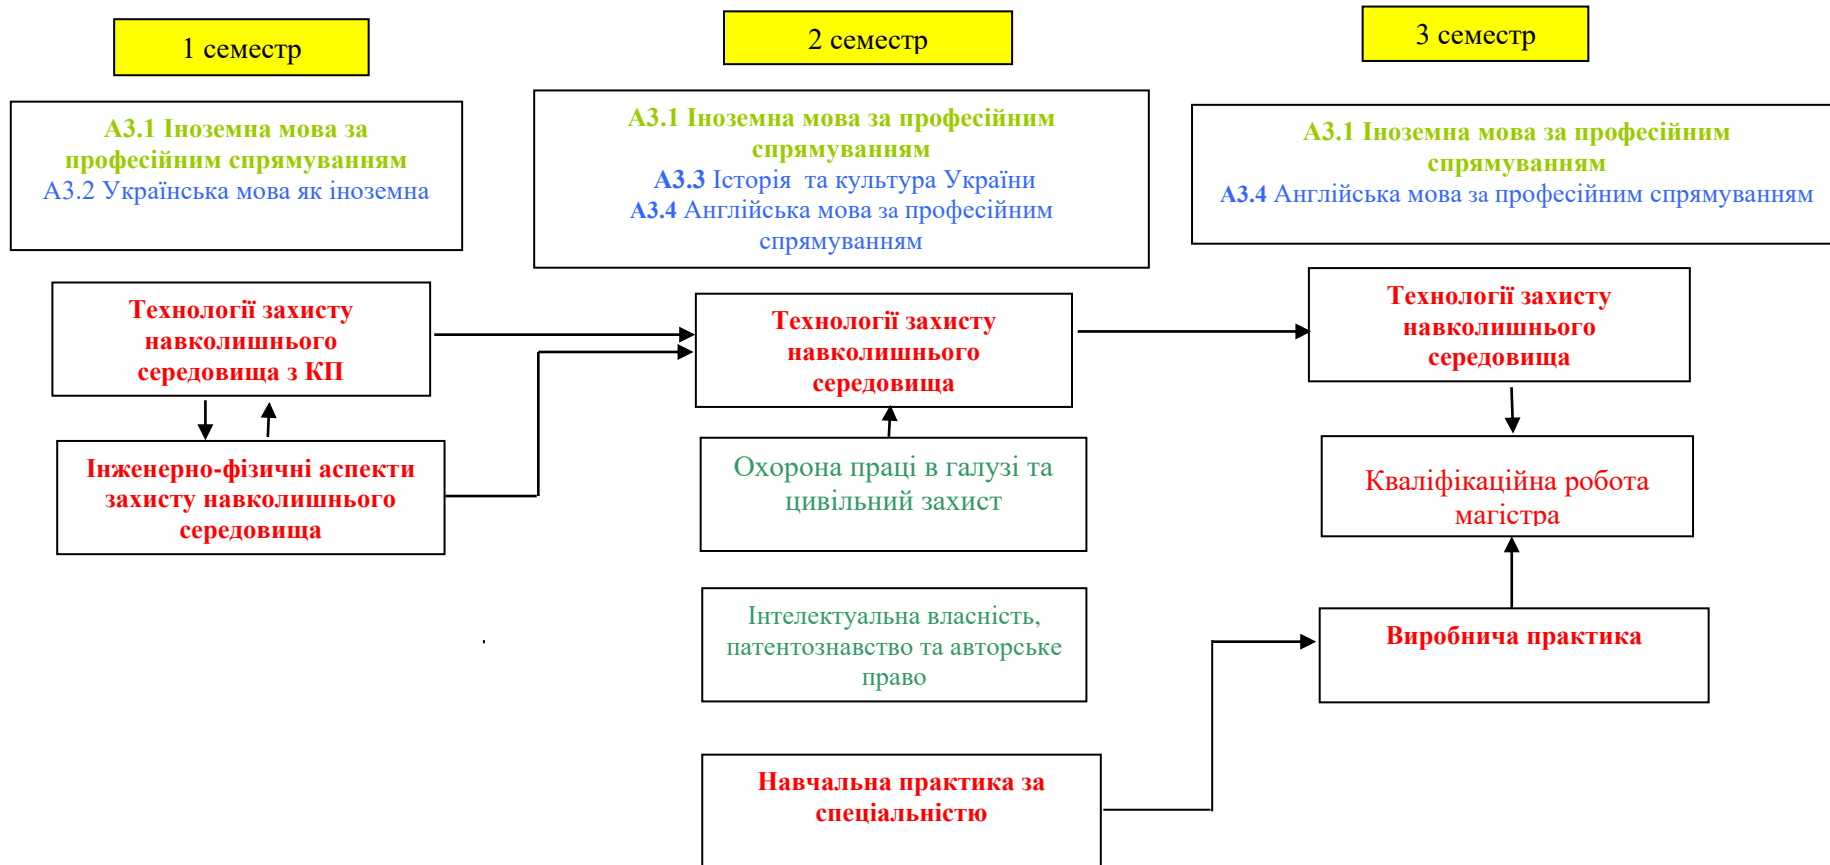 1 семестр
2 семестр
3 семестр
А3.1 Іноземна мова за
професійним спрямуванням
А3.2 Українська мова як іноземна
А3.1 Іноземна мова за професійним
спрямуванням
А3.3 Історія та культура України
А3.4 Англійська мова за професійним
спрямуванням
А3.1 Іноземна мова за професійним
спрямуванням
А3.4 Англійська мова за професійним спрямуванням
Технології захисту
навколишнього
середовища з КП
Технології захисту
навколишнього
середовища
Технології захисту
навколишнього
середовища
Інженерно-фізичні аспекти
захисту навколишнього
середовища
Охорона праці в галузі та
цивільний захист
Кваліфікаційна робота
магістра
Інтелектуальна власність,
патентознавство та авторське
право
Виробнича практика
Навчальна практика за
спеціальністю